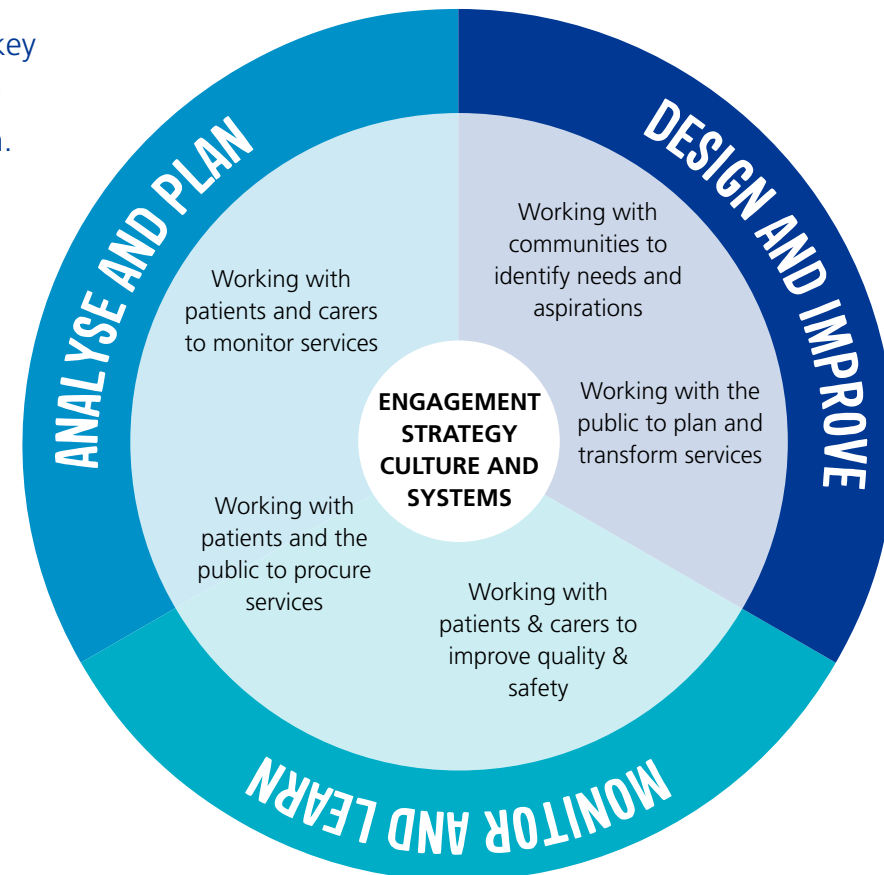 key
.
ANALYSE AND PLAN
DESIGN AND IMPROVE
Working with
communities to
identify needs and
aspirations
Working with
patients and carers
to monitor services
ENGAGEMENT
STRATEGY
CULTURE AND
SYSTEMS
Working with the
public to plan and
transform services
Working with
patients and the
public to procure
services
Working with
patients & carers to
improve quality &
safety
MONITOR AND LEARN